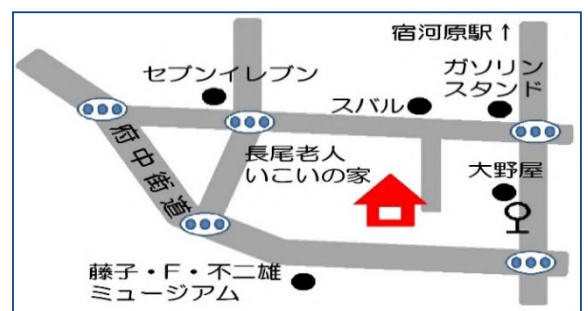 宿河原駅↑
セブンイレブン
ガソリン
スタンド
スバル
府中街道
長尾老人
いこいの家
大野屋
藤子・F・不二雄
ミュージアム